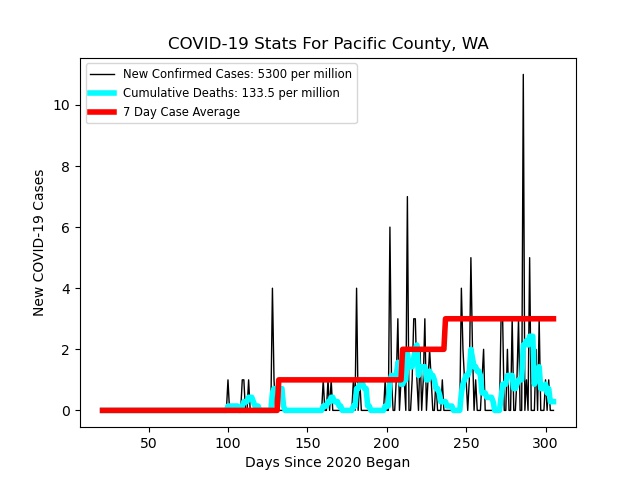 COVID-19 Stats For Pacific County, WA
New Confirmed Cases: 5300 per million
Cumulative Deaths: 133.5 per million
7 Day Case Average
New COVID-19 Cases
10
8
6
4
2
0
50 100 150 200 250 300
Days Since 2020 Began